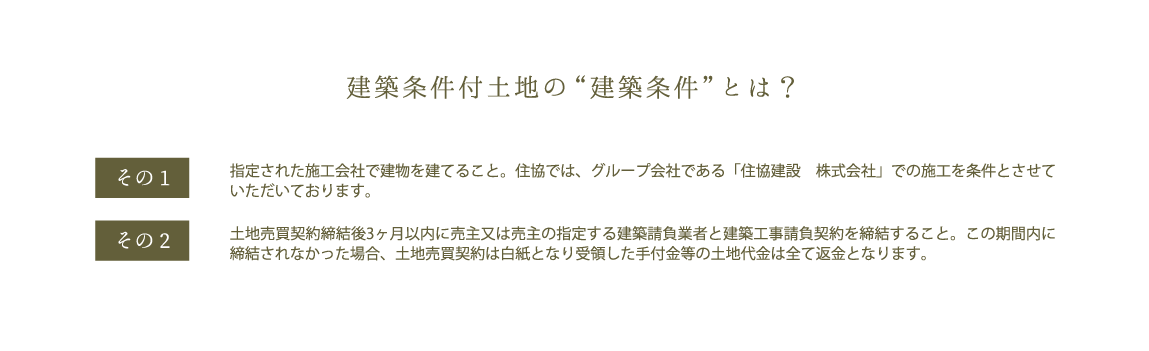 建築条件付土地の“建築条件”とは？
その1
指定された施工会社で建物を建てること。住協では、グループ会社である「住協建設　株式会社」での施工を条件とさせて
いただいております。
その2
土地売買契約締結後3ヶ月以内に売主又は売主の指定する建築請負業者と建築工事請負契約を締結すること。この期間内に
締結されなかった場合、土地売買契約は白紙となり受領した手付金等の土地代金は全て返金となります。